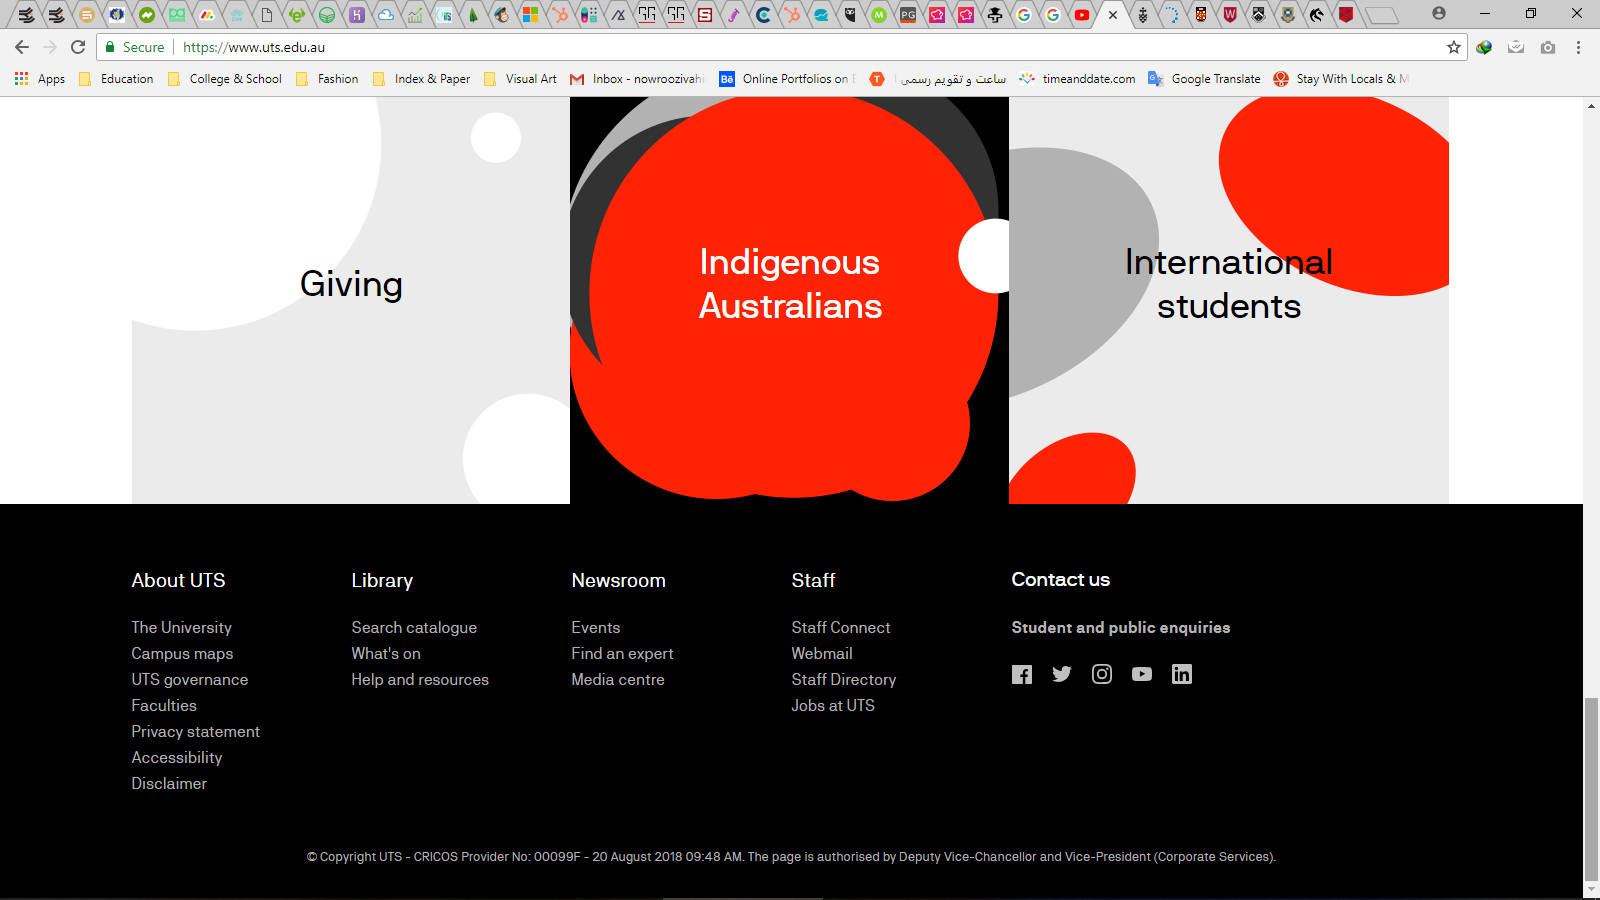 Secure
https://www.uts.edu.au
Apps
Education
College & School
Fashion
Index & Paper
Visual Art
Inbox - nowroozivahi
Online Portfolios on
ساعت و تقویم رسمی
timeanddate.com
Google Translate
Stay With Locals & M
Giving
Indigenous
Australians
International
students
About UTS
The University
Campus maps
UTS governance
Faculties
Privacy statement
Accessibility
Disclaimer
Library
Search catalogue
What's on
Help and resources
Newsroom
Events
Find an expert
Media centre
Staff
Staff Connect
Webmail
Staff Directory
Jobs at UTS
Contact us
Student and public enquiries
© Copyright UTS - CRICOS Provider No: 00099F - 20 August 2018 09:48 AM. The page is authorised by Deputy Vice-Chancellor and Vice-President (Corporate Services).